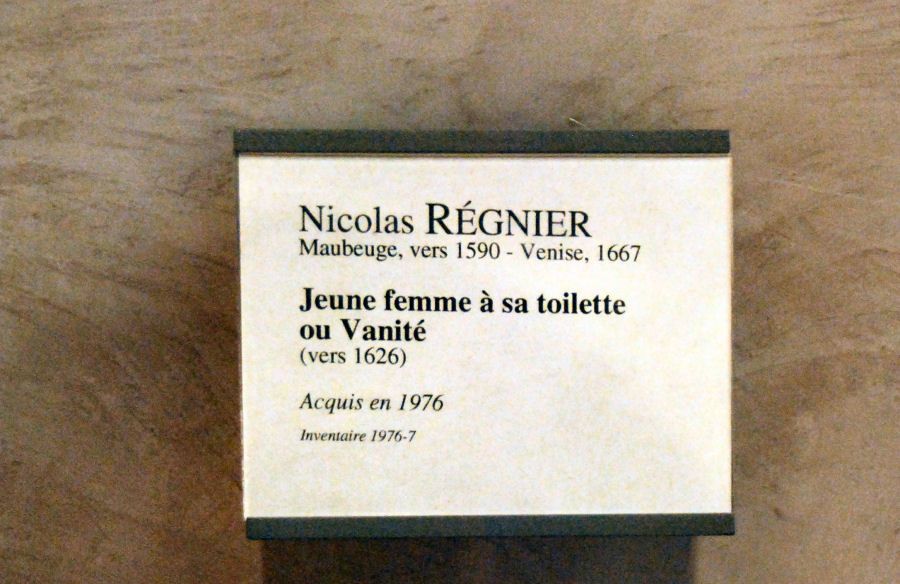 Nicolas RÉGNIER
Maubeuge, vers 1590 - Venise, 1667
Jeune femme à sa toilette
ou Vanité
(vers 1626)
Acquis en 1976
Inventaire 1976-7